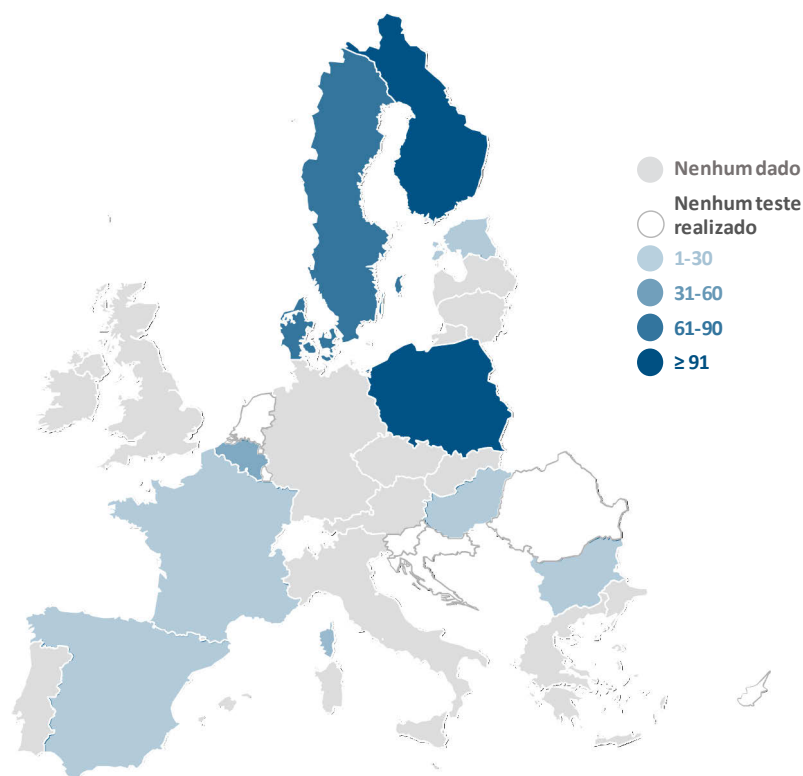 Nenhum dado
Nenhum teste
realizado
1-30
31-60
61-90
≥ 91